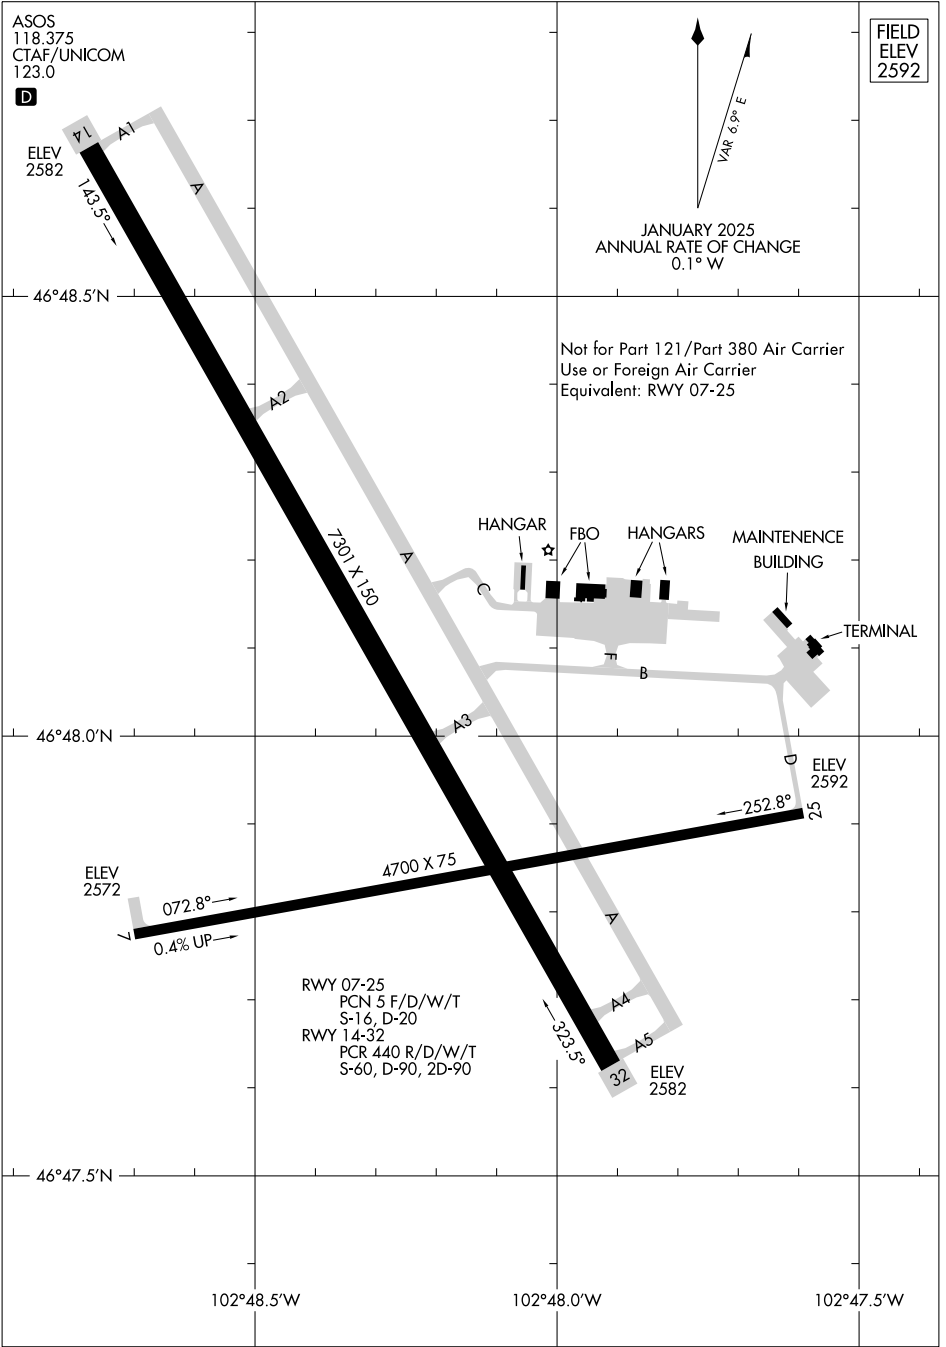 ASOS
118.375
CTAF/UNICOM
123.0
D
FIELD
ELEV
2592
VAR 6.9° E
JANUARY 2025
ANNUAL RATE OF CHANGE
0.1° W
14
A1
ELEV
2582
A
143.5°
46°48.5'N
Not for Part 121/Part 380 Air Carrier
Use or Foreign Air Carrier
Equivalent: RWY 07-25
A2
7301 X 150
A
HANGAR
FBO
HANGARS
MAINTENENCE
BUILDING
C
TERMINAL
F
B
A3
46°48.0'N
D
ELEV
2592
252.8°
25
4700 X 75
ELEV
2572
072.8°
7
0.4% UP
A
RWY 07-25
PCN 5 F/D/W/T
S-16, D-20
RWY 14-32
PCR 440 R/D/W/T
S-60, D-90, 2D-90
A4
323.5°
A5
32
ELEV
2582
46°47.5'N
102°48.5'W
102°48.0'W
102°47.5'W